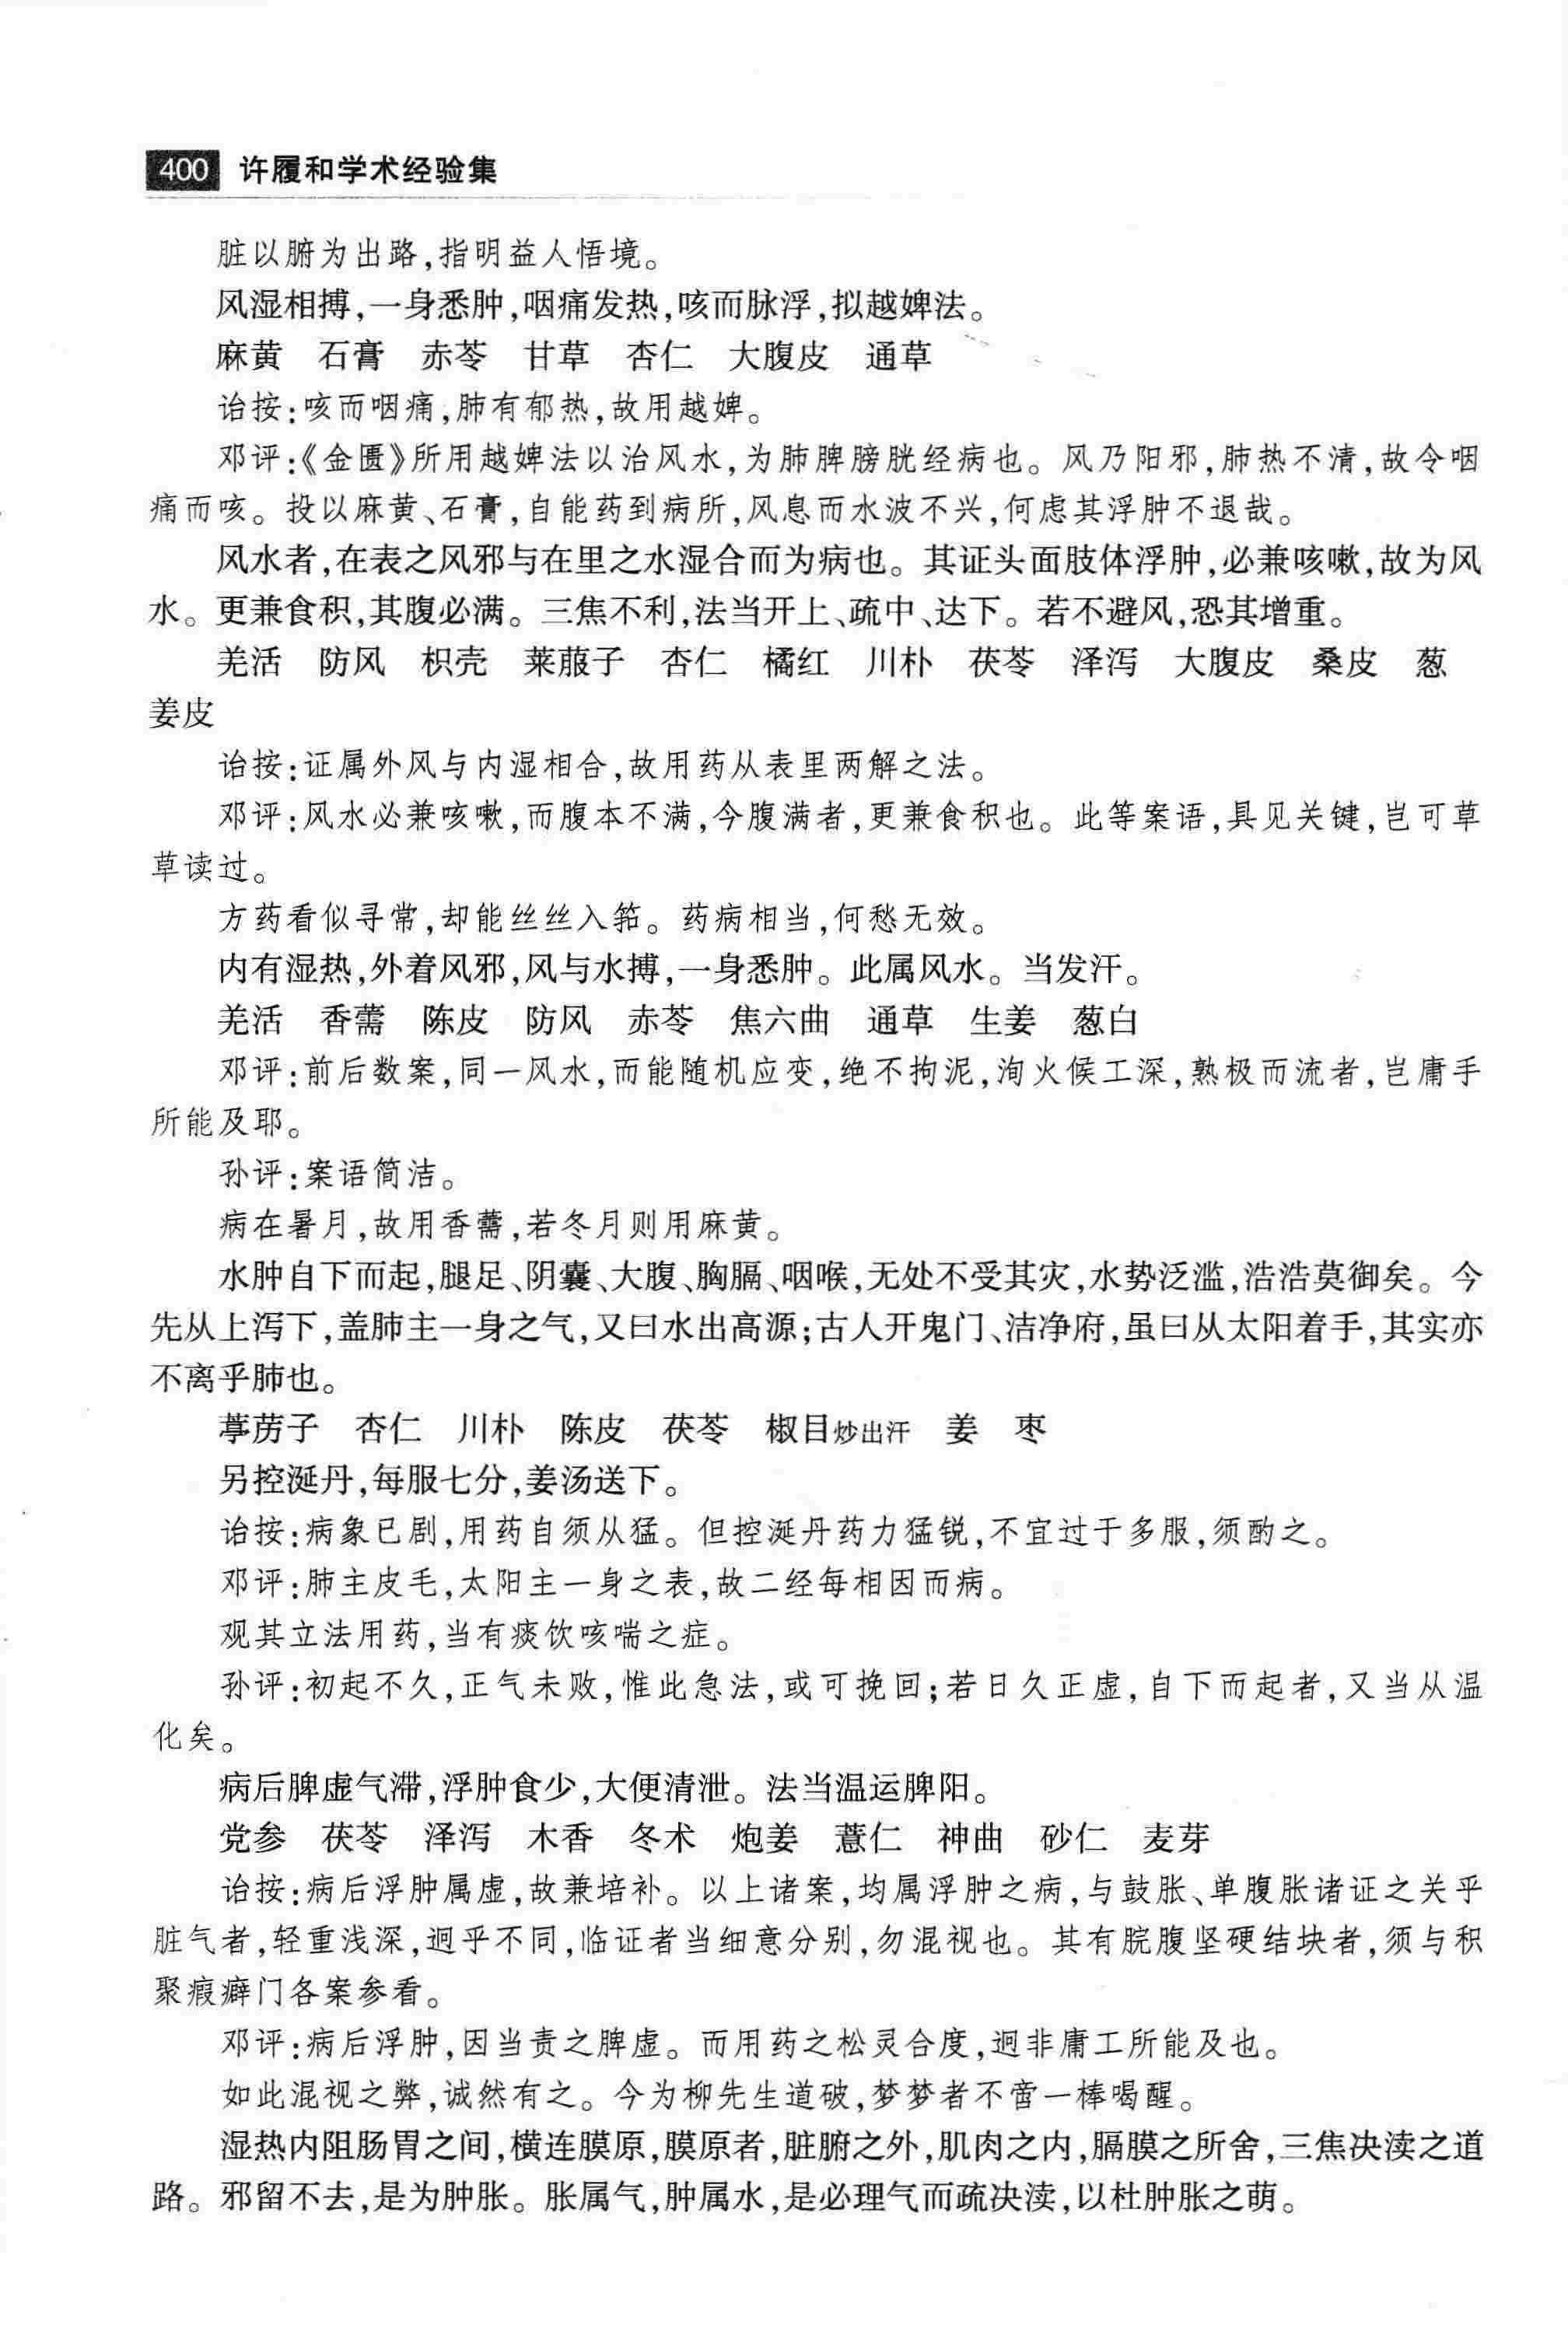 400 许履和学术经验集
脏以腑为出路,指明益人悟境。
风湿相搏,一身悉肿,咽痛发热,咳而脉浮,拟越婢法。
麻黄 石膏 赤苓 甘草 杏仁 大腹皮 通草
诒按:咳而咽痛,肺有郁热,故用越婢。
邓评:《金匮》所用越婢法以治风水,为肺脾膀胱经病也。风乃阳邪,肺热不清,故令咽
痛而咳。投以麻黄、石膏,自能药到病所,风息而水波不兴,何虑其浮肿不退哉。
风水者,在表之风邪与在里之水湿合而为病也。其证头面肢体浮肿,必兼咳嗽,故为风
水。更兼食积,其腹必满。三焦不利,法当开上、疏中、达下。若不避风,恐其增重。
羌活 防风 枳壳 莱菔子 杏仁 橘红 川朴 茯苓 泽泻 大腹皮 桑皮 葱
姜皮
诒按:证属外风与内湿相合,故用药从表里两解之法。
邓评:风水必兼咳嗽,而腹本不满,今腹满者,更兼食积也。此等案语,具见关键,岂可草
草读过。
方药看似寻常,却能丝丝入筘。药病相当,何愁无效。
内有湿热,外着风邪,风与水搏,一身悉肿。此属风水。当发汗。
羌活 香薷 陈皮 防风 赤苓 焦六曲 通草 生姜 葱白
邓评:前后数案,同一风水,而能随机应变,绝不拘泥,洵火候工深,熟极而流者,岂庸手
所能及耶。
孙评:案语简洁。
病在暑月,故用香薷,若冬月则用麻黄。
水肿自下而起,腿足、阴囊、大腹、胸膈、咽喉,无处不受其灾,水势泛滥,浩浩莫御矣。今
先从上泻下,盖肺主一身之气,又曰水出高源;古人开鬼门、洁净府,虽曰从太阳着手,其实亦
不离乎肺也。
葶苈子 杏仁 川朴 陈皮 茯苓 椒目炒出汗 姜 枣
另控涎丹,每服七分,姜汤送下。
诒按:病象已剧,用药自须从猛。但控涎丹药力猛锐,不宜过于多服,须酌之。
邓评:肺主皮毛,太阳主一身之表,故二经每相因而病。
观其立法用药,当有痰饮咳喘之症。
孙评:初起不久,正气未败,惟此急法,或可挽回;若日久正虚,自下而起者,又当从温
化矣。
病后脾虚气滞,浮肿食少,大便清泄。法当温运脾阳。
党参 茯苓 泽泻 木香 冬术 炮姜 薏仁 神曲 砂仁 麦芽
诒按:病后浮肿属虚,故兼培补。以上诸案,均属浮肿之病,与鼓胀、单腹胀诸证之关乎
脏气者,轻重浅深,迥乎不同,临证者当细意分别,勿混视也。其有脘腹坚硬结块者,须与积
聚瘕癖门各案参看。
邓评:病后浮肿,因当责之脾虚。而用药之松灵合度,迥非庸工所能及也。
如此混视之弊,诚然有之。今为柳先生道破,梦梦者不啻一棒喝醒。
湿热内阻肠胃之间,横连膜原,膜原者,脏腑之外,肌肉之内,膈膜之所舍,三焦决渎之道
路。邪留不去,是为肿胀。胀属气,肿属水,是必理气而疏决渎,以杜肿胀之萌。